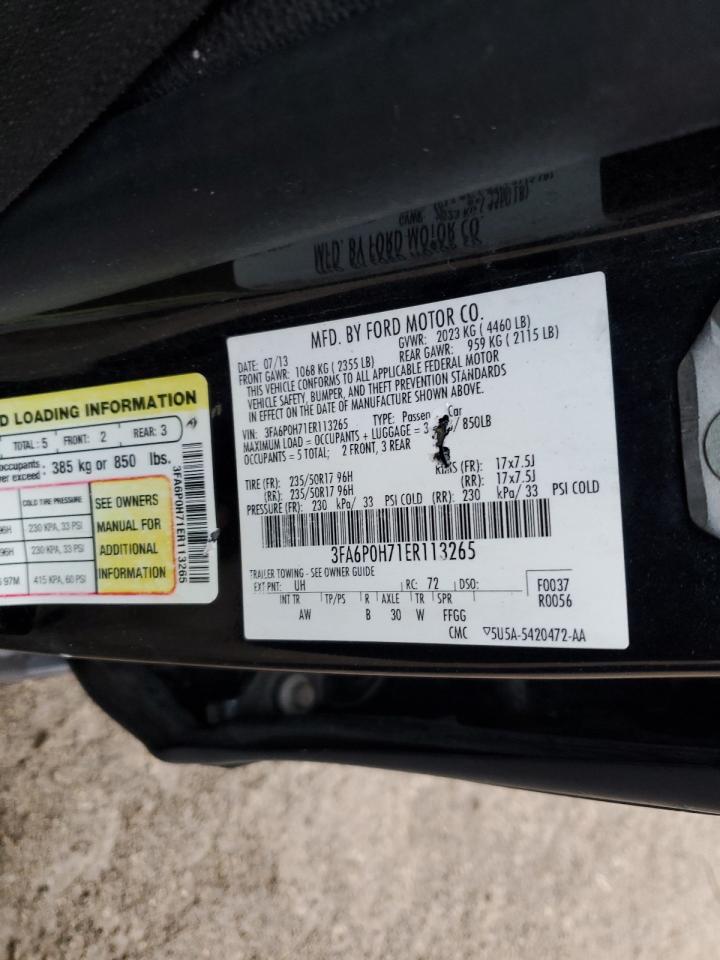 MFD. BY FORD MOTOR CO.
DATE: 07/13
GVWR: 2023 KG ( 4460 LB)
FRONT GAWR: 1068 KG ( 2355 LB)
REAR GAWR: 959 KG ( 2115 LB)
THIS VEHICLE CONFORMS TO ALL APPLICABLE FEDERAL MOTOR
VEHICLE SAFETY, BUMPER, AND THEFT PREVENTION STANDARDS
IN EFFECT ON THE DATE OF MANUFACTURE SHOWN ABOVE.
VIN: 3FA6P0H71ER113265
TYPE: Passen Car
MAXIMUM LOAD = OCCUPANTS + LUGGAGE = 3 / 850LB
OCCUPANTS = 5 TOTAL; 2 FRONT, 3 REAR
TIRE (FR): 235/50R17 96H (FR): 17x7.5J
(RR): 235/50R17 96H (RR): 17x7.5J
PRESSURE (FR): 230 kPa/ 33 PSI COLD (RR): 230 kPa/ 33 PSI COLD
3FA6P0H71ER113265
TRAILER TOWING - SEE OWNER GUIDE
EXT PNT: UH RC: 72 DSO: F0037
R0056
INT TR TP/PS R AXLE TR SPR
AW B 30 W FFGG
CMC ▽5U5A-5420472-AA
LOADING INFORMATION
TOTAL: 5 FRONT: 2 REAR: 3
occupants
exceed: 385 kg or 850 lbs.
COLD TIRE PRESSURE
230 KPA, 33 PSI
96H 230 KPA, 33 PSI
97M 415 KPA, 60 PSI
SEE OWNERS
MANUAL FOR
ADDITIONAL
INFORMATION
3FA6P0H71ER113265